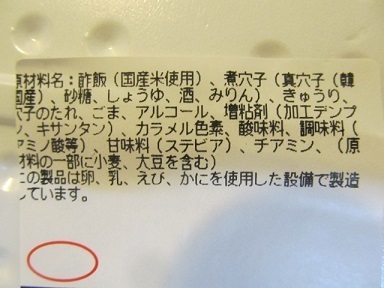 原材料名：酢飯（国産米使用）、煮穴子（真穴子（韓
国産）、砂糖、しょうゆ、酒、みりん）、きゅうり、
穴子のたれ、ごま、アルコール、増粘剤（加工デンプ
ン、キサンタン）、カラメル色素、酸味料、調味料（
アミノ酸等）、甘味料（ステビア）、チアミン、（原
材料の一部に小麦、大豆を含む）
この製品は卵、乳、えび、かにを使用した設備で製造
しています。